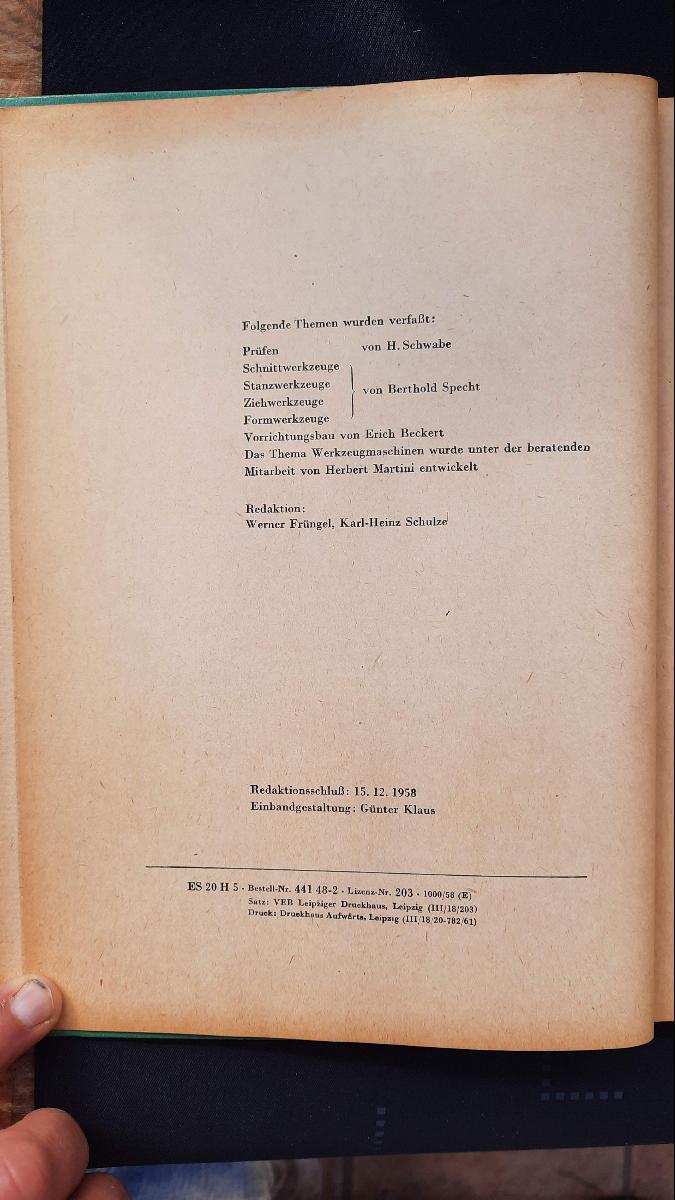 Folgende Themen wurden verfaßt:
Prüfen von H. Schwabe
Schnittwerkzeuge
Stanzwerkzeuge
von Berthold Specht
Ziehwerkzeuge
Formwerkzeuge
Vorrichtungsbau von Erich Beckert
Das Thema Werkzeugmaschinen wurde unter der beratenden
Mitarbeit von Herbert Martini entwickelt
Redaktion:
Werner Früngel, Karl-Heinz Schulze
Redaktionsschluß: 15. 12. 1958
Einbandgestaltung: Günter Klaus
ES 20 H 5 · Bestell-Nr. 441 48-2 · Lizenz-Nr. 203 · 1000/58 (E)
Satz: VEB Leipziger Druckhaus, Leipzig (III/18/203)
Druck: Druckhaus Aufwärts, Leipzig (III/18/20-782/61)